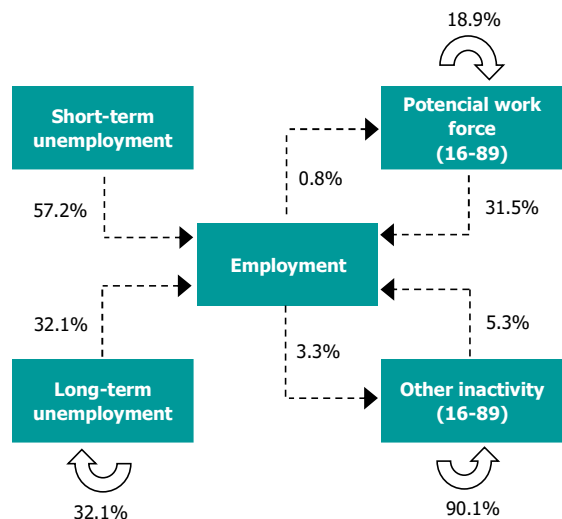 18.9%
Short-term
unemployment
Potencial work
force
(16-89)
0.8%
57.2%
31.5%
Employment
32.1%
5.3%
3.3%
Long-term
unemployment
Other inactivity
(16-89)
32.1%
90.1%